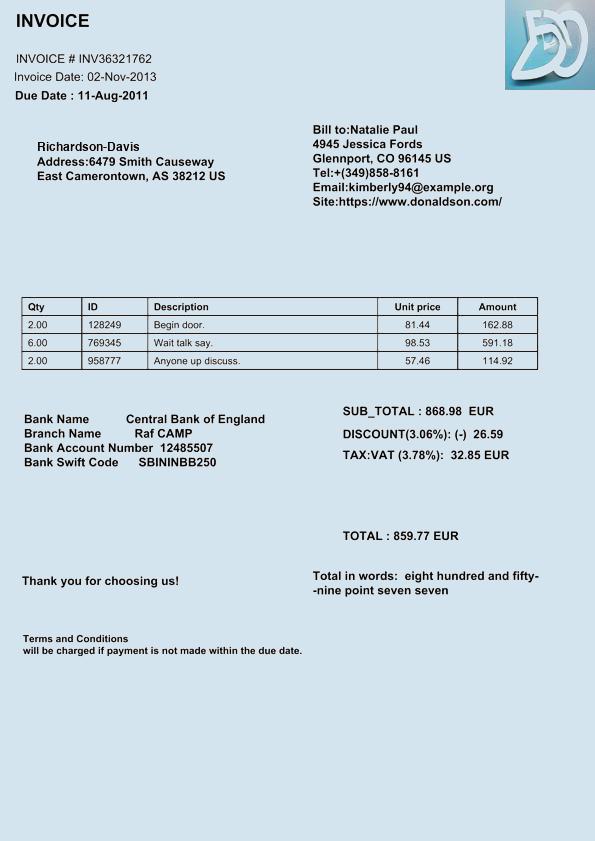 INVOICE
INVOICE # INV36321762
Invoice Date: 02-Nov-2013
Due Date : 11-Aug-2011
Richardson-Davis
Address:6479 Smith Causeway
East Camerontown, AS 38212 US
Bill to:Natalie Paul
4945 Jessica Fords
Glennport, CO 96145 US
Tel:+(349)858-8161
Email:kimberly94@example.org
Site:https://www.donaldson.com/
Qty ID Description Unit price Amount
2.00 128249 Begin door. 81.44 162.88
6.00 769345 Wait talk say. 98.53 591.18
2.00 958777 Anyone up discuss. 57.46 114.92
Bank Name Central Bank of England
Branch Name Raf CAMP
Bank Account Number 12485507
Bank Swift Code SBININBB250
SUB_TOTAL : 868.98 EUR
DISCOUNT(3.06%): (-) 26.59
TAX:VAT (3.78%): 32.85 EUR
TOTAL : 859.77 EUR
Thank you for choosing us!
Total in words: eight hundred and fifty-
-nine point seven seven
Terms and Conditions
will be charged if payment is not made within the due date.